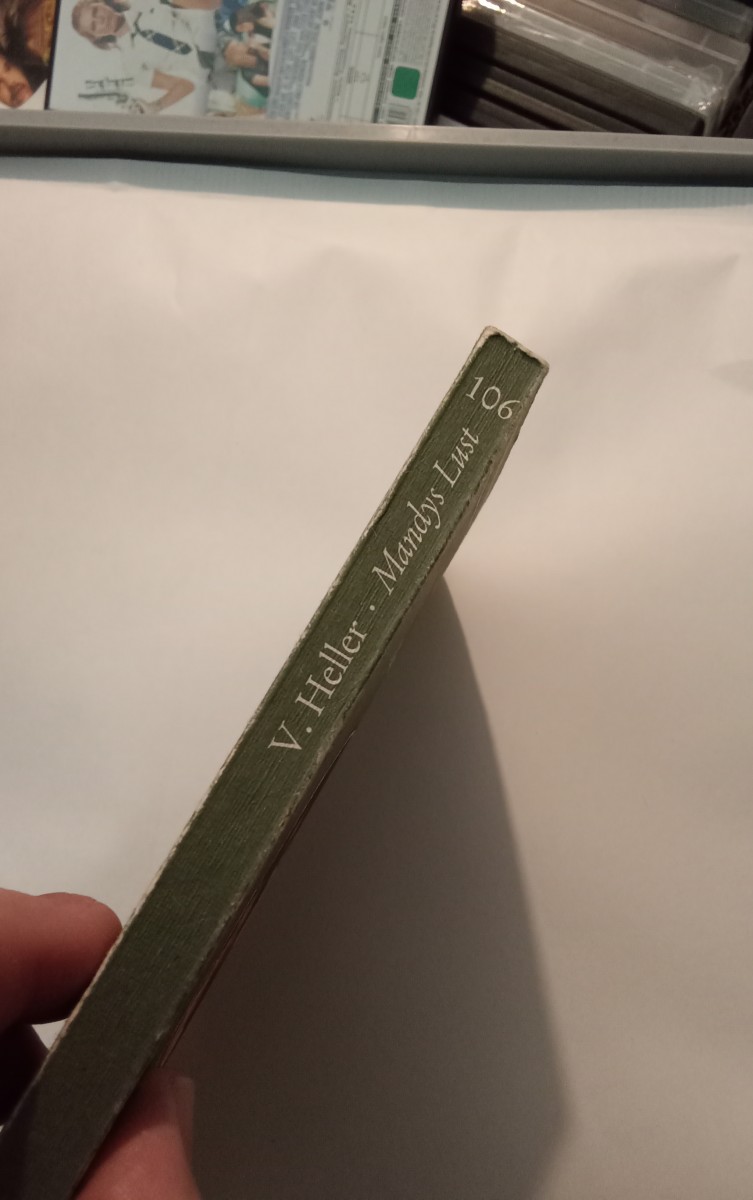 V. Heller · Mandys Lust 106